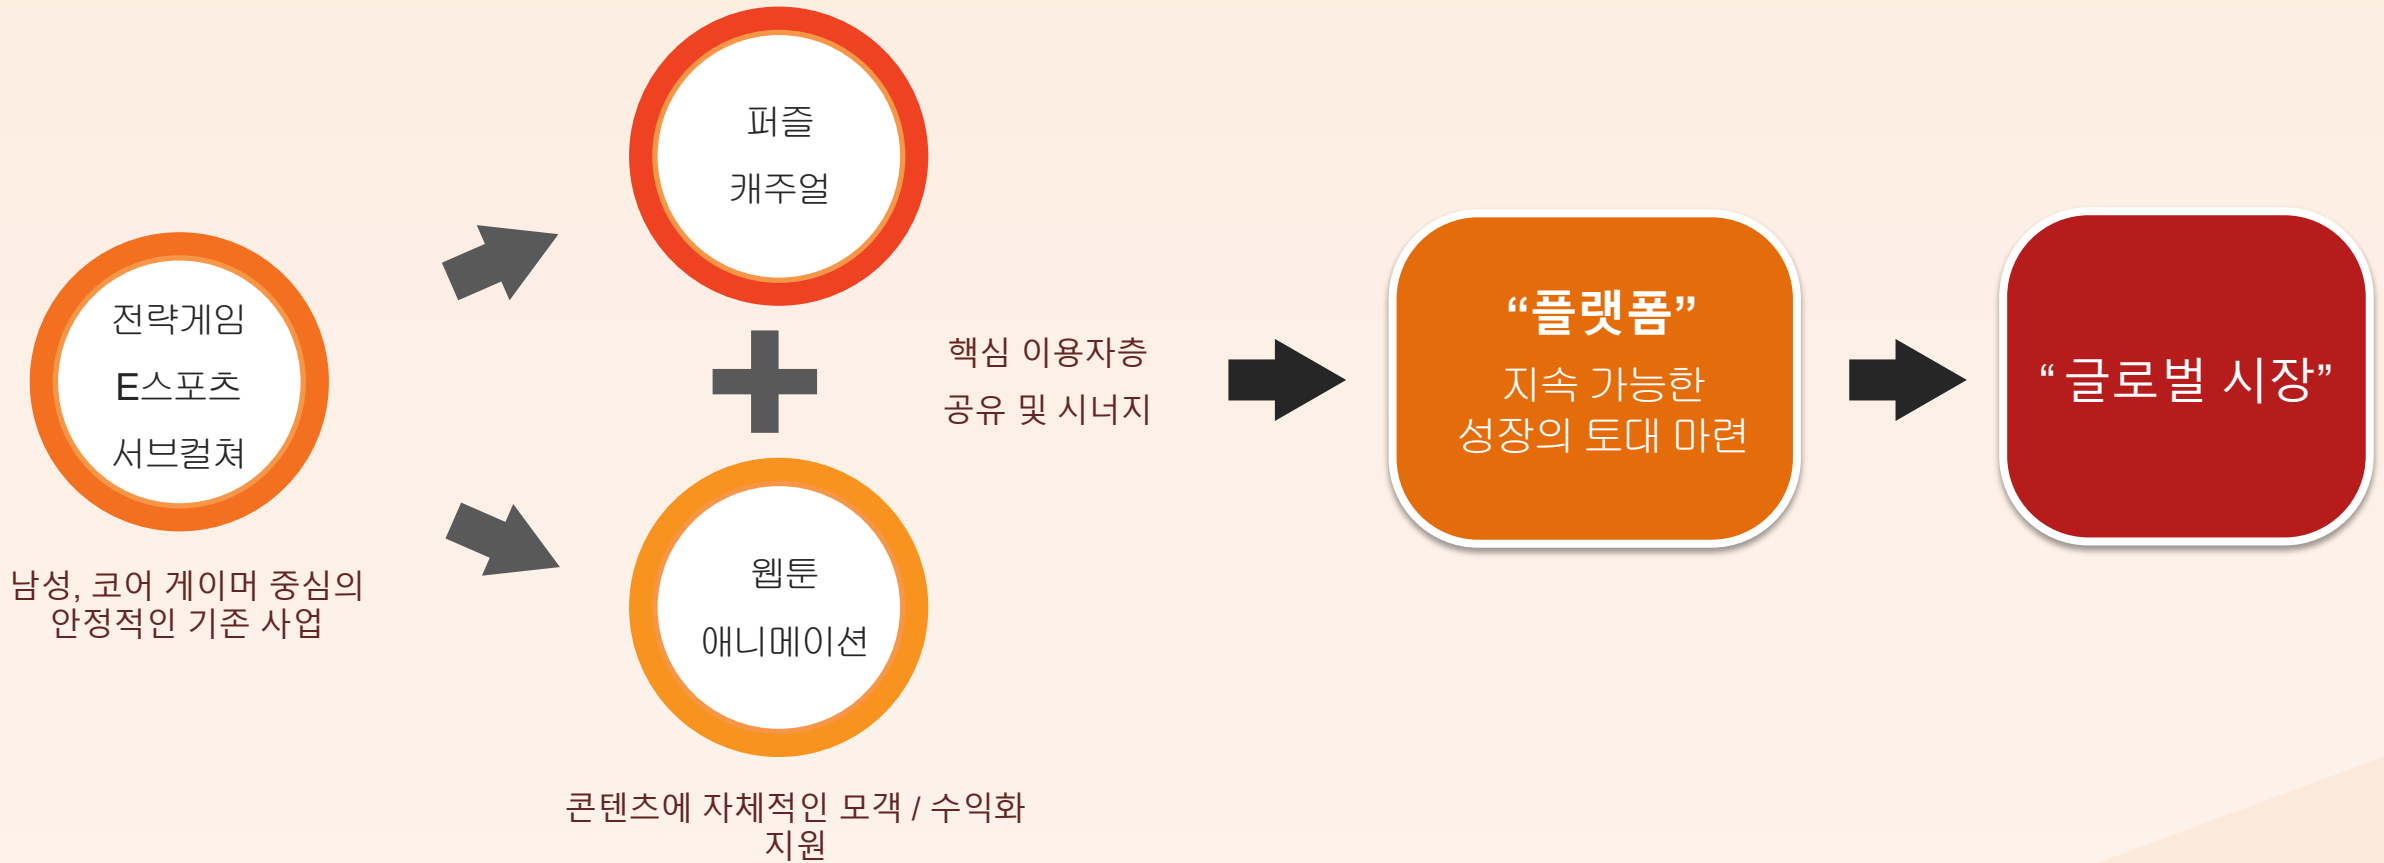 퍼즐
캐주얼
전략게임
E스포츠
서브컬쳐
남성, 코어 게이머 중심의
안정적인 기존 사업
웹툰
애니메이션
콘텐츠에 자체적인 모객 / 수익화
지원
핵심 이용자층
공유 및 시너지
“플랫폼”
지속 가능한
성장의 토대 마련
“ 글로벌 시장”